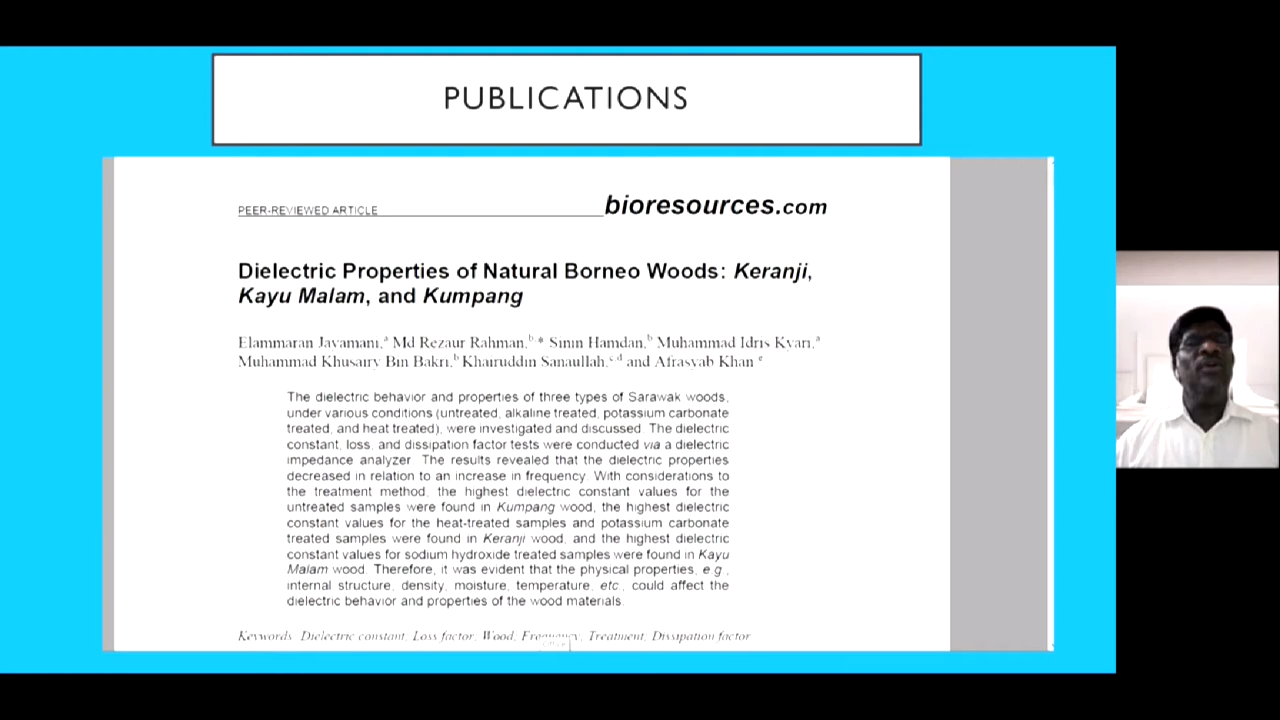 PUBLICATIONS
PEER-REVIEWED ARTICLE
bioresources.com
Dielectric Properties of Natural Borneo Woods: Keranji,
Kayu Malam, and Kumpang
Elammaran Jayamani,a Md Rezaur Rahman,b,* Sinin Hamdan,b Muhammad Idris Kyari,a
Muhammad Khusairy Bin Bakri,b Khairuddin Sanaullah,c,d and Afrasyab Khan e
The dielectric behavior and properties of three types of Sarawak woods,
under various conditions (untreated, alkaline treated, potassium carbonate
treated, and heat treated), were investigated and discussed. The dielectric
constant, loss, and dissipation factor tests were conducted via a dielectric
impedance analyzer. The results revealed that the dielectric properties
decreased in relation to an increase in frequency. With considerations to
the treatment method, the highest dielectric constant values for the
untreated samples were found in Kumpang wood, the highest dielectric
constant values for the heat-treated samples and potassium carbonate
treated samples were found in Keranji wood, and the highest dielectric
constant values for sodium hydroxide treated samples were found in Kayu
Malam wood. Therefore, it was evident that the physical properties, e.g.,
internal structure, density, moisture, temperature, etc., could affect the
dielectric behavior and properties of the wood materials.
Keywords: Dielectric constant; Loss factor; Wood; Frequency; Treatment; Dissipation factor